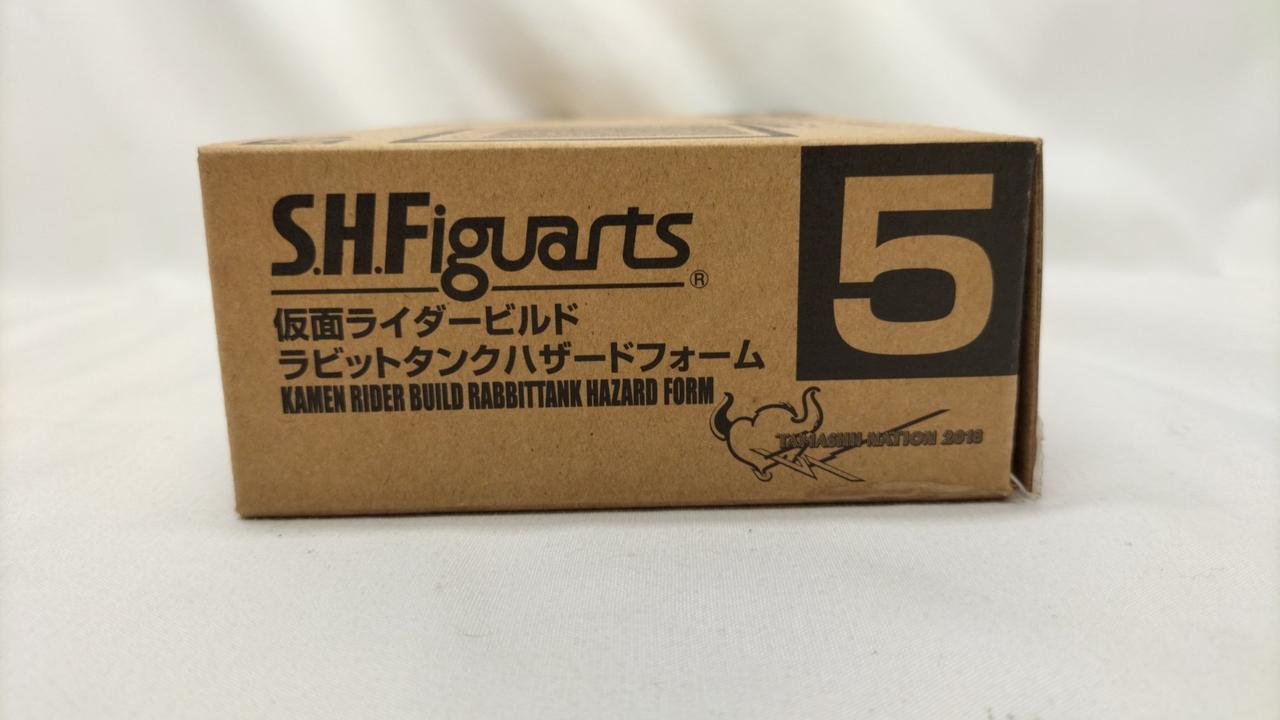 S.H.Figuarts®
5
仮面ライダービルド
ラビットタンクハザードフォーム
KAMEN RIDER BUILD RABBITTANK HAZARD FORM
TAMASHII NATION 2018